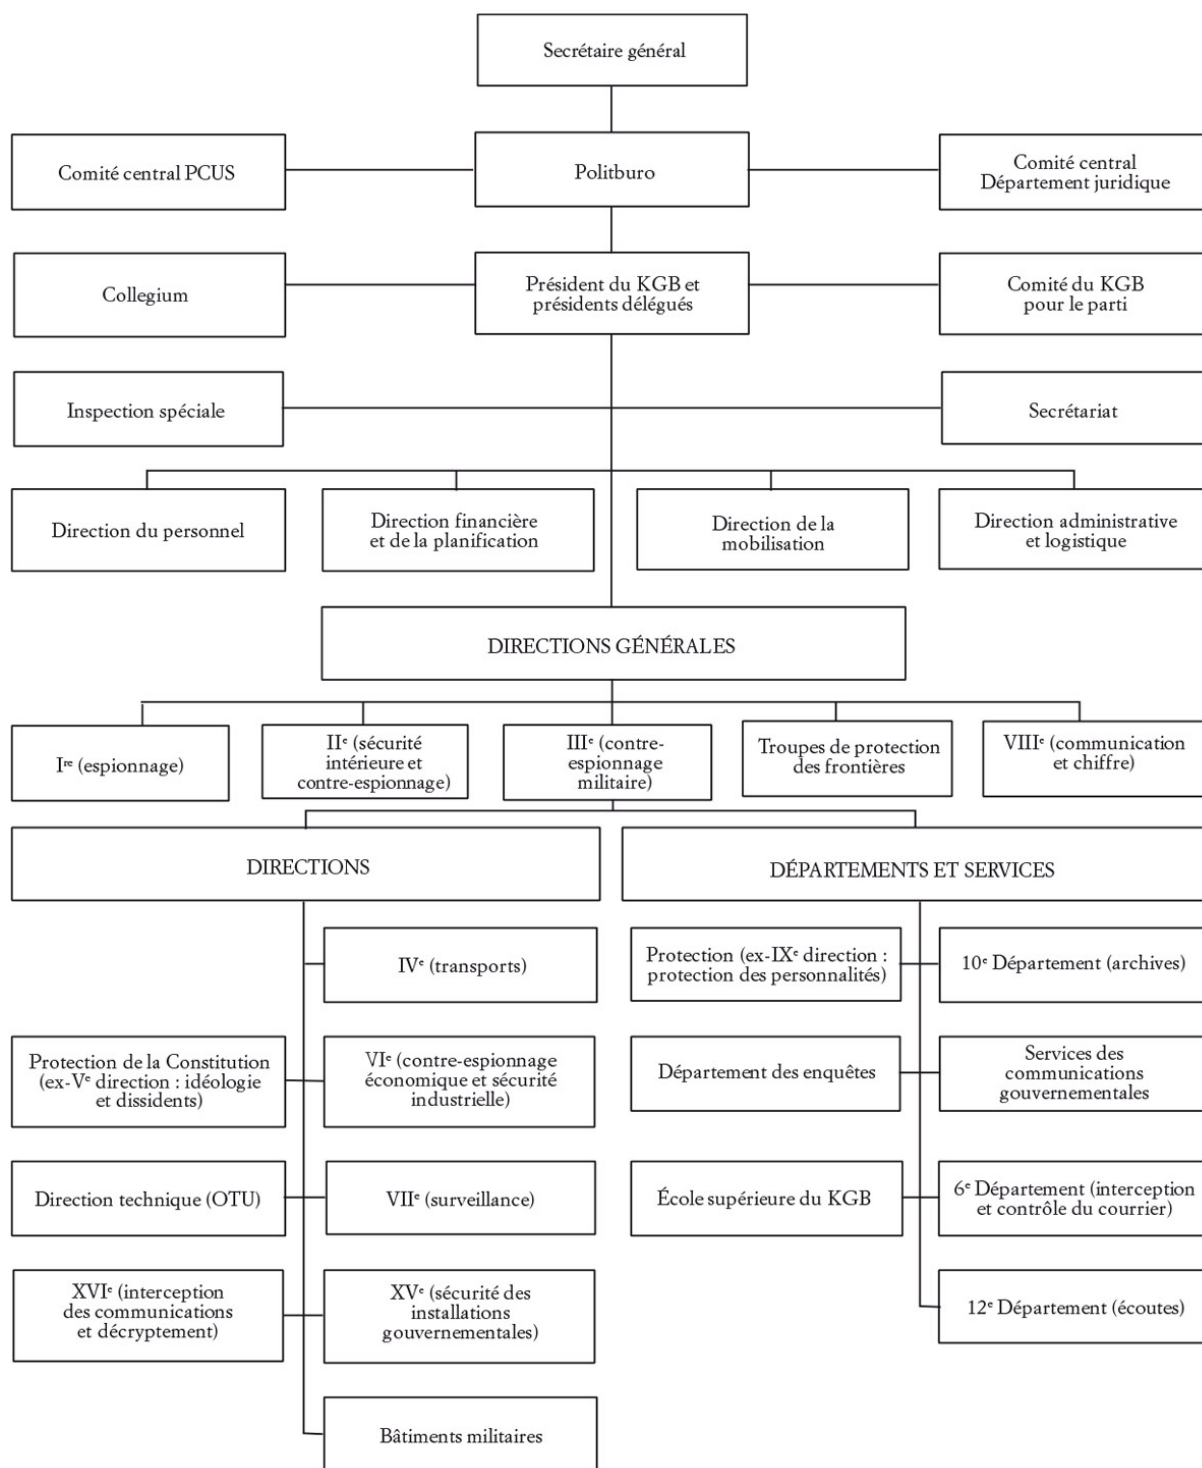 Secrétaire général
Comité central PCUS
Politburo
Comité central
Département juridique
Collegium
Président du KGB et
présidents délégués
Comité du KGB
pour le parti
Inspection spéciale
Secrétariat
Direction du personnel
Direction financière
et de la planification
Direction de la
mobilisation
Direction administrative
et logistique
DIRECTIONS GÉNÉRALES
Iʳᵉ (espionnage)
IIᵉ (sécurité
intérieure et
contre-espionnage)
IIIᵉ (contre-
espionnage
militaire)
Troupes de protection
des frontières
VIIIᵉ (communication
et chiffre)
DIRECTIONS
DÉPARTEMENTS ET SERVICES
IVᵉ (transports)
Protection de la Constitution
(ex-Vᵉ direction : idéologie
et dissidents)
VIᵉ (contre-espionnage
économique et sécurité
industrielle)
Direction technique (OTU)
VIIᵉ (surveillance)
XVIᵉ (interception
des communications
et décryptement)
XVᵉ (sécurité des
installations
gouvernementales)
Bâtiments militaires
Protection (ex-IXᵉ direction :
protection des personnalités)
10ᵉ Département (archives)
Département des enquêtes
Services des
communications
gouvernementales
École supérieure du KGB
6ᵉ Département (interception
et contrôle du courrier)
12ᵉ Département (écoutes)